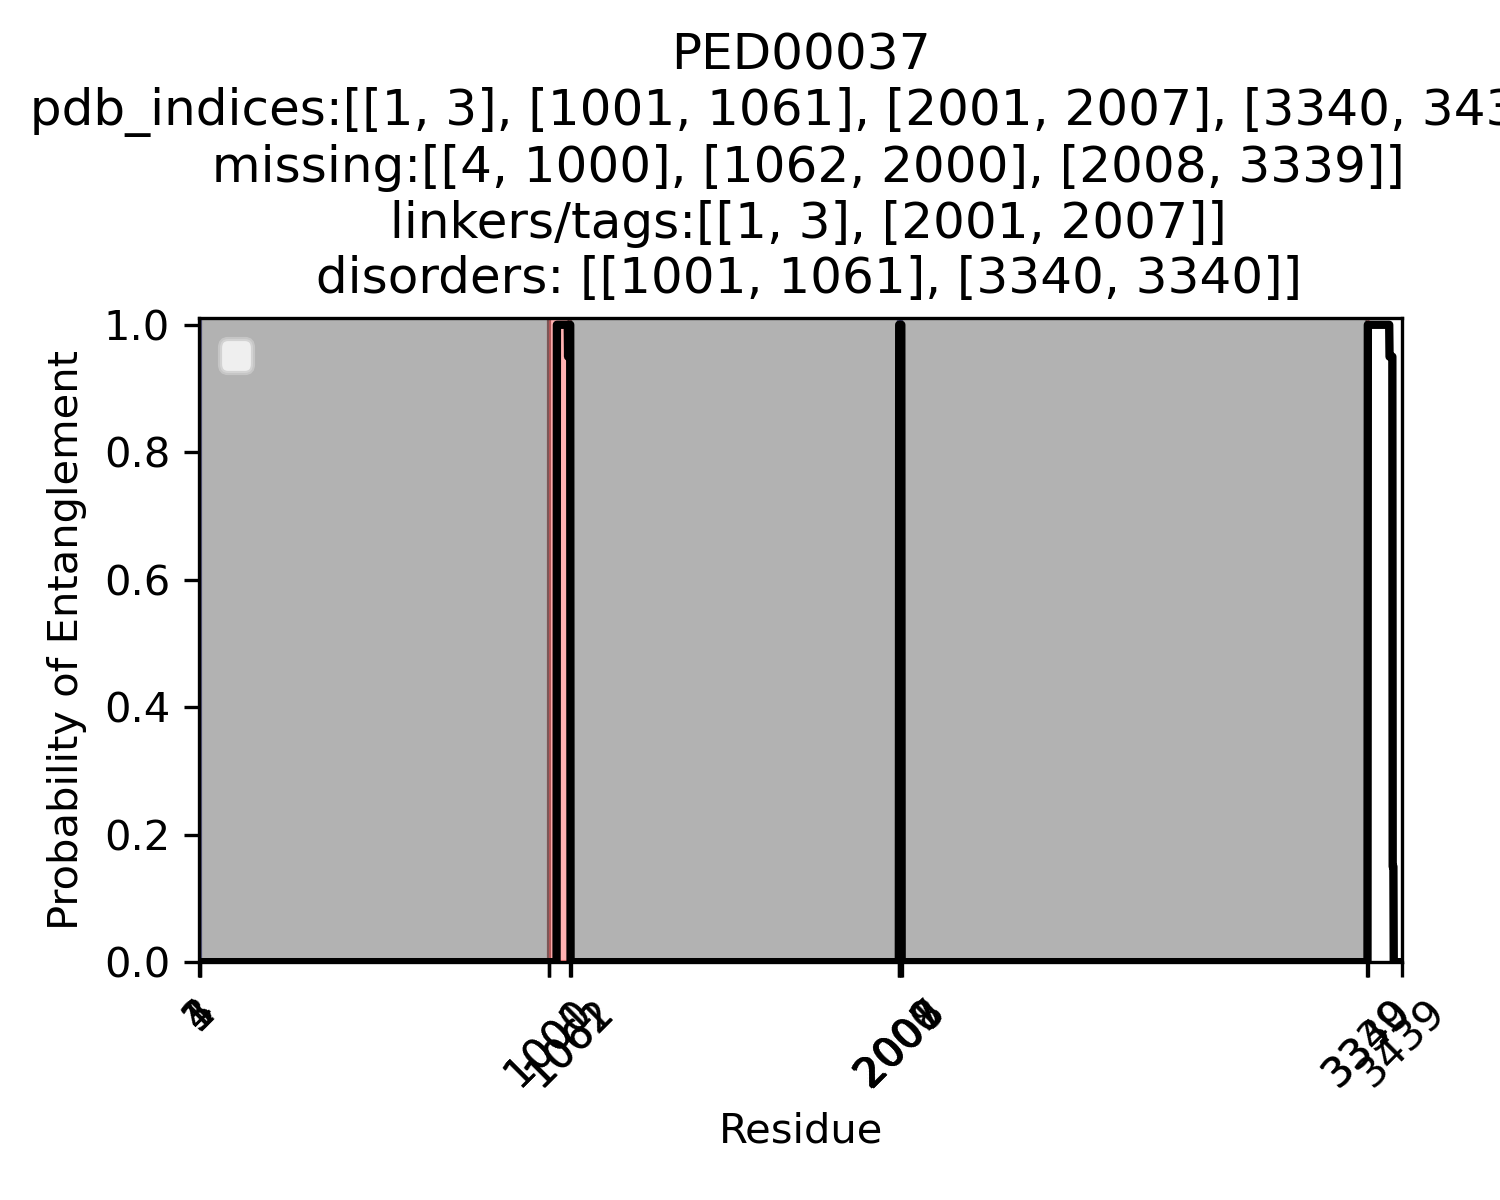 PED00037
pdb_indices:[[1, 3], [1001, 1061], [2001, 2007], [3340, 343
missing:[[4, 1000], [1062, 2000], [2008, 3339]]
linkers/tags:[[1, 3], [2001, 2007]]
disorders: [[1001, 1061], [3340, 3340]]
Probability of Entanglement
1.0
0.8
0.6
0.4
0.2
0.0
1062
3439
Residue